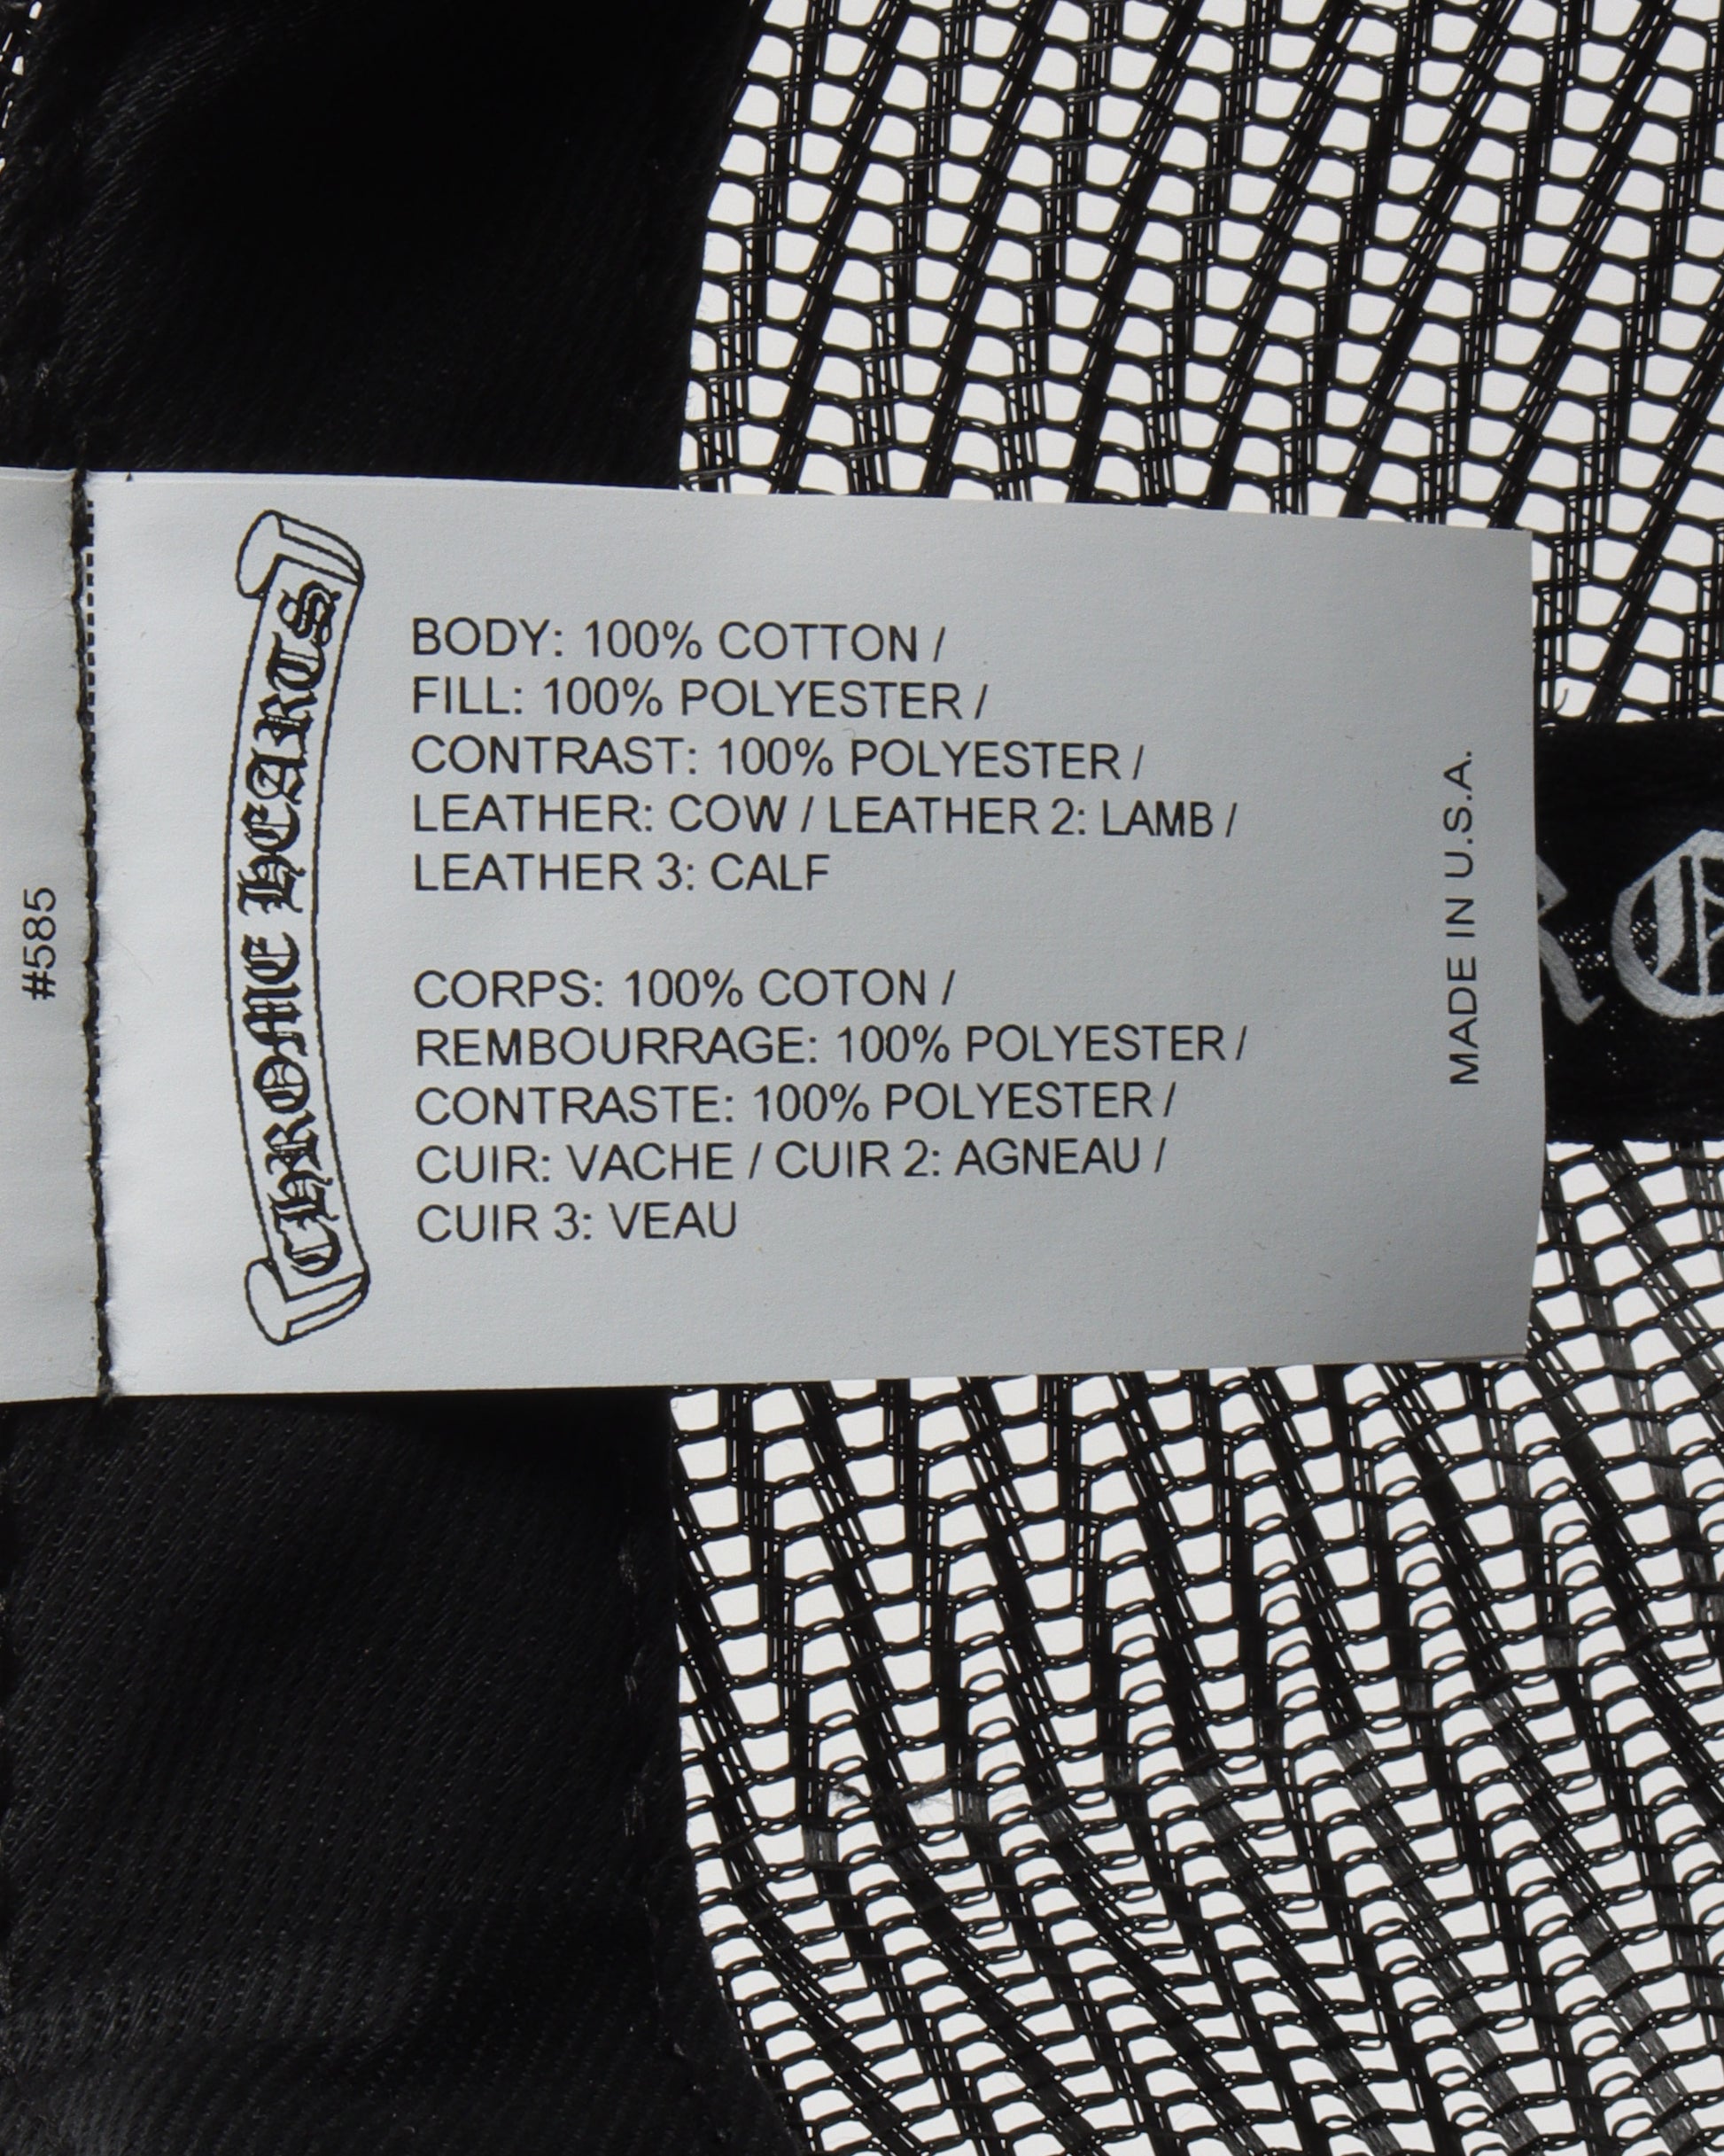 #585
CHROME HEARTS
BODY: 100% COTTON /
FILL: 100% POLYESTER /
CONTRAST: 100% POLYESTER /
LEATHER: COW / LEATHER 2: LAMB /
LEATHER 3: CALF
CORPS: 100% COTON /
REMBOURRAGE: 100% POLYESTER /
CONTRASTE: 100% POLYESTER /
CUIR: VACHE / CUIR 2: AGNEAU /
CUIR 3: VEAU
MADE IN U.S.A.